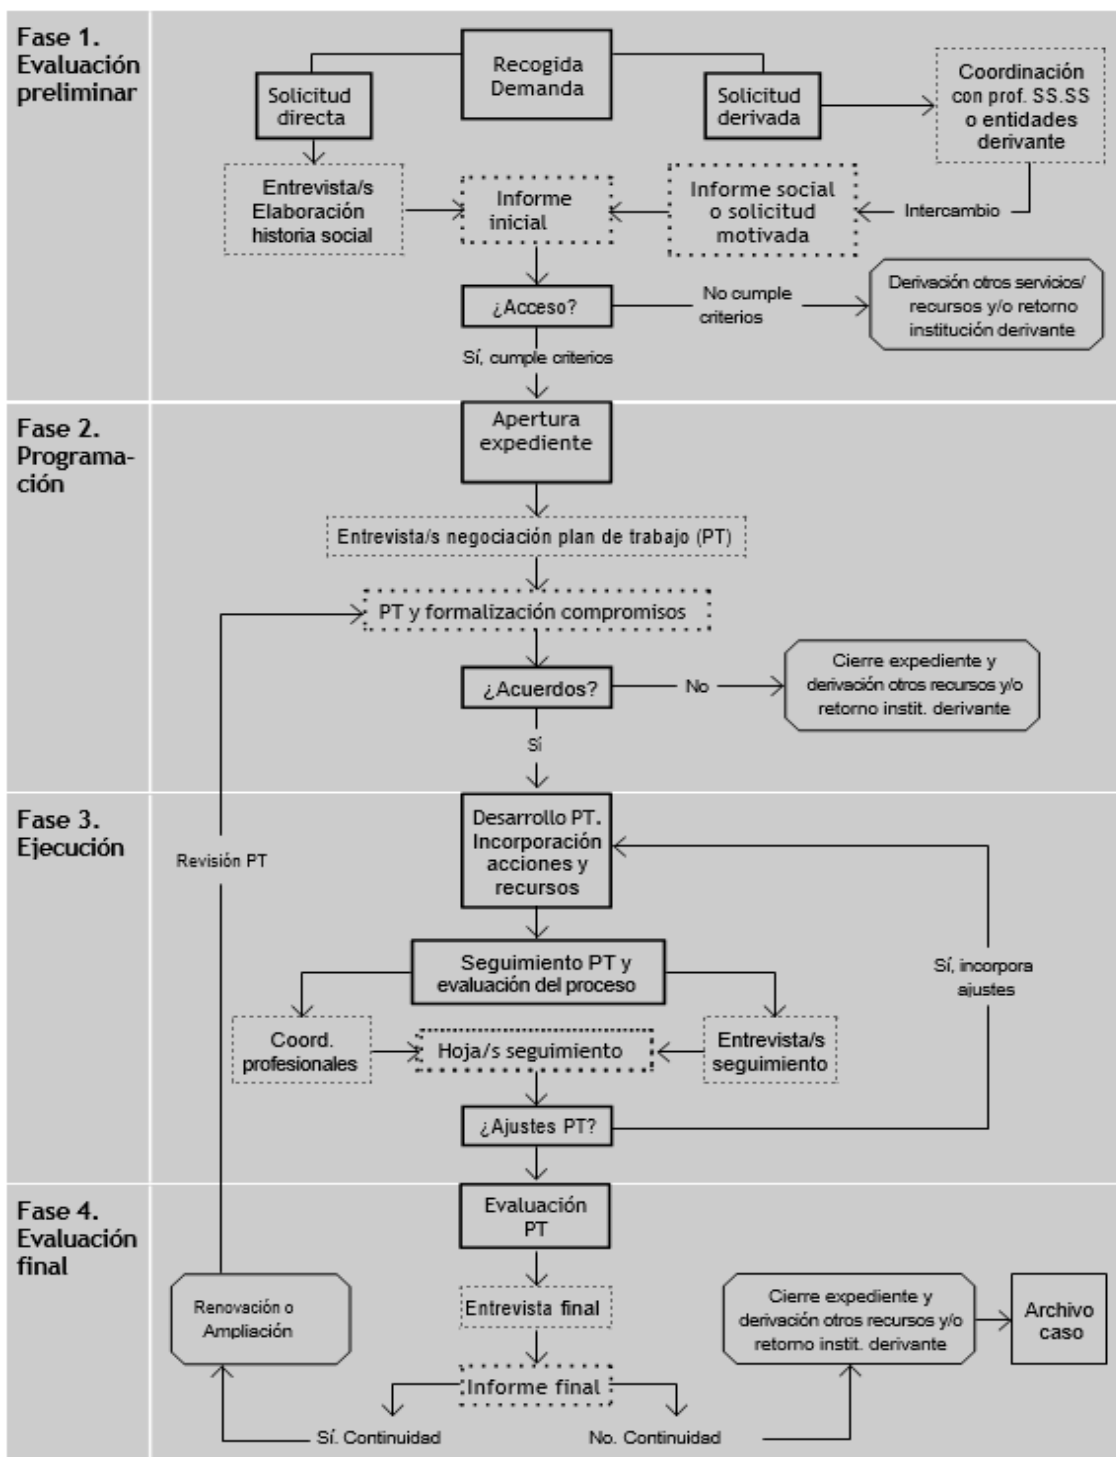 Fase 1.
Evaluación
preliminar
Recogida
Demanda
Solicitud
directa
Solicitud
derivada
Coordinación
con prof. SS.SS
o entidades
derivante
Entrevista/s
Elaboración
historia social
Informe
inicial
Informe social
o solicitud
motivada
Intercambio
¿Acceso?
No cumple
criterios
Derivación otros servicios/
recursos y/o retorno
institución derivante
Sí, cumple criterios
Fase 2.
Programa-
ción
Apertura
expediente
Entrevista/s negociación plan de trabajo (PT)
PT y formalización compromisos
¿Acuerdos?
No
Cierre expediente y
derivación otros recursos y/o
retorno instit. derivante
Sí
Fase 3.
Ejecución
Desarrollo PT.
Incorporación
acciones y
recursos
Revisión PT
Seguimiento PT y
evaluación del proceso
Sí, incorpora
ajustes
Coord.
profesionales
Hoja/s seguimiento
Entrevista/s
seguimiento
¿Ajustes PT?
Fase 4.
Evaluación
final
Evaluación
PT
Renovación o
Ampliación
Entrevista final
Cierre expediente y
derivación otros recursos y/o
retorno instit. derivante
Archivo
caso
Informe final
Sí. Continuidad
No. Continuidad